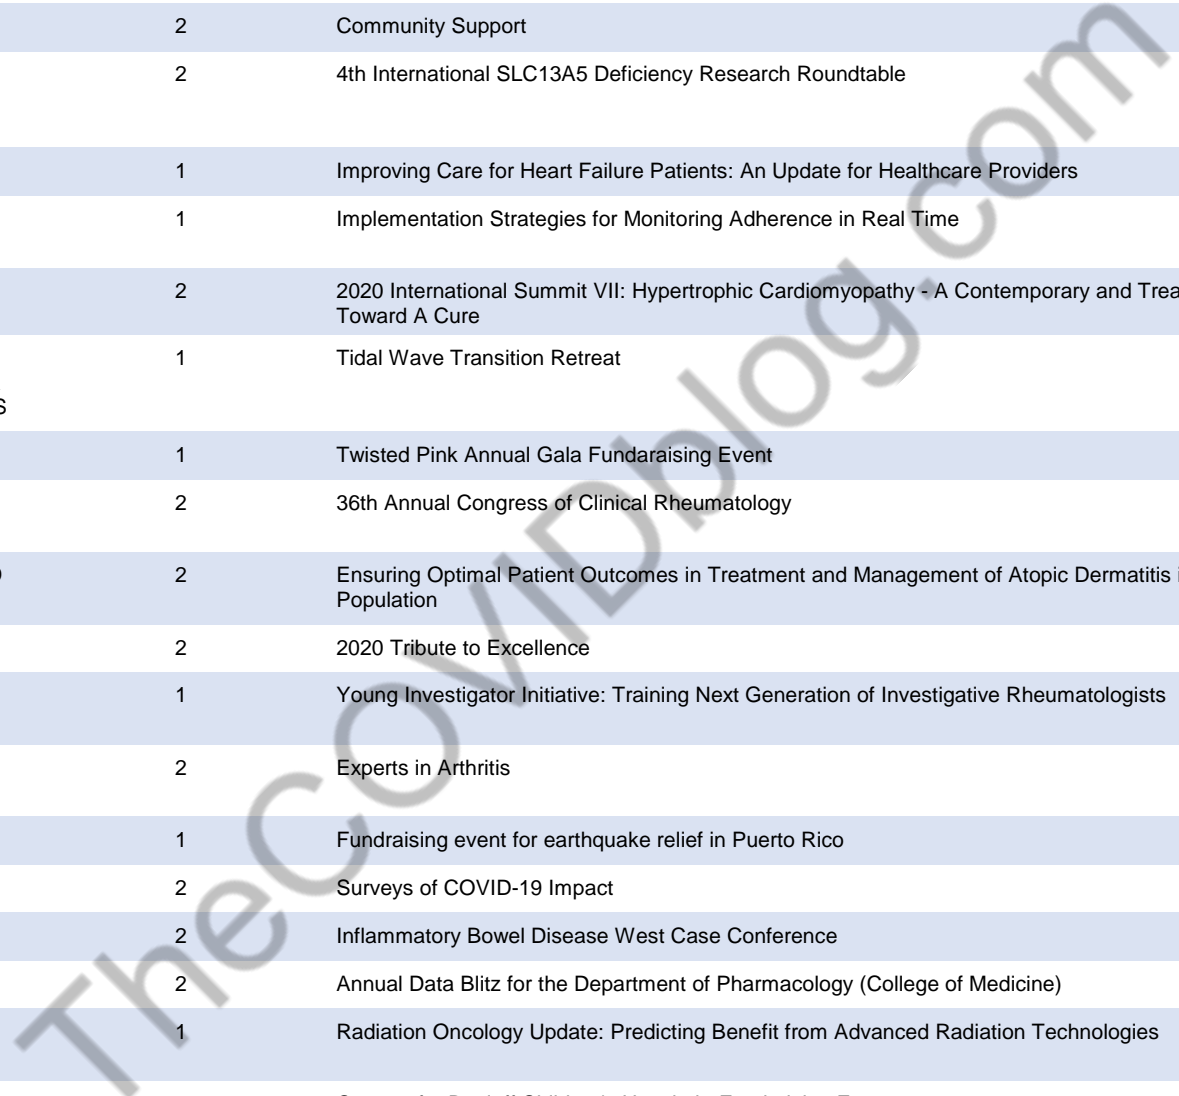 2 Community Support
2 4th International SLC13A5 Deficiency Research Roundtable
1 Improving Care for Heart Failure Patients: An Update for Healthcare Providers
1 Implementation Strategies for Monitoring Adherence in Real Time
2 2020 International Summit VII: Hypertrophic Cardiomyopathy - A Contemporary and Trea
Toward A Cure
1 Tidal Wave Transition Retreat
S
1 Twisted Pink Annual Gala Fundaraising Event
2 36th Annual Congress of Clinical Rheumatology
2 Ensuring Optimal Patient Outcomes in Treatment and Management of Atopic Dermatitis i
Population
2 2020 Tribute to Excellence
1 Young Investigator Initiative: Training Next Generation of Investigative Rheumatologists
2 Experts in Arthritis
1 Fundraising event for earthquake relief in Puerto Rico
2 Surveys of COVID-19 Impact
2 Inflammatory Bowel Disease West Case Conference
2 Annual Data Blitz for the Department of Pharmacology (College of Medicine)
1 Radiation Oncology Update: Predicting Benefit from Advanced Radiation Technologies
TheCOVIDblog.com